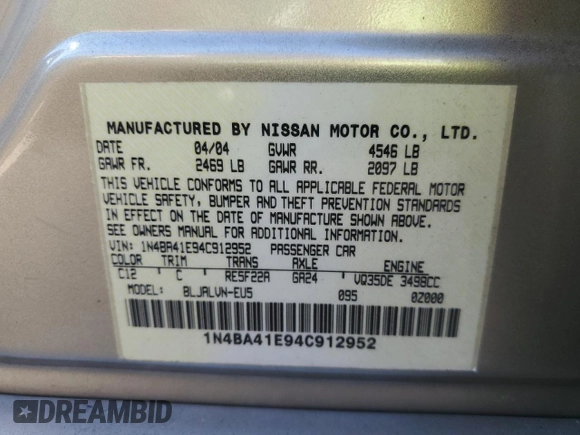 MANUFACTURED BY NISSAN MOTOR CO., LTD.
DATE 04/04 GVWR 4546 LB
GAWR FR. 2469 LB GAWR RR. 2097 LB
THIS VEHICLE CONFORMS TO ALL APPLICABLE FEDERAL MOTOR
VEHICLE SAFETY, BUMPER AND THEFT PREVENTION STANDARDS
IN EFFECT ON THE DATE OF MANUFACTURE SHOWN ABOVE.
SEE OWNERS MANUAL FOR ADDITIONAL INFORMATION.
VIN: 1N4BA41E94C912952 PASSENGER CAR
COLOR TRIM TRANS AXLE ENGINE
C12 C RE5F22A GA24 VQ35DE 3498CC
MODEL BLJALVN-EU5 095 0Z000
1N4BA41E94C912952
DREAMBID